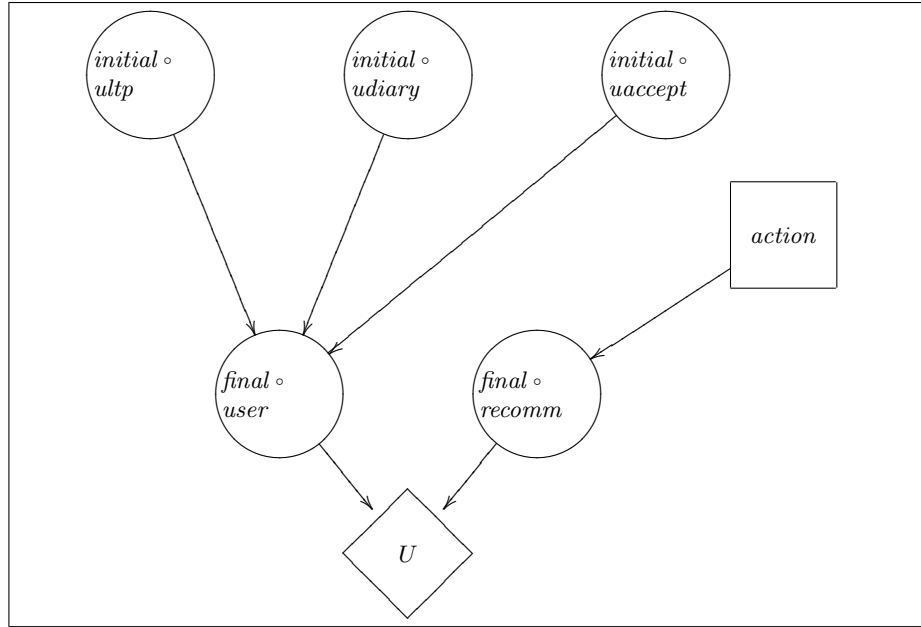 initial ∘
ultp
initial ∘
udiary
initial ∘
uaccept
action
final ∘
user
final ∘
recomm
U